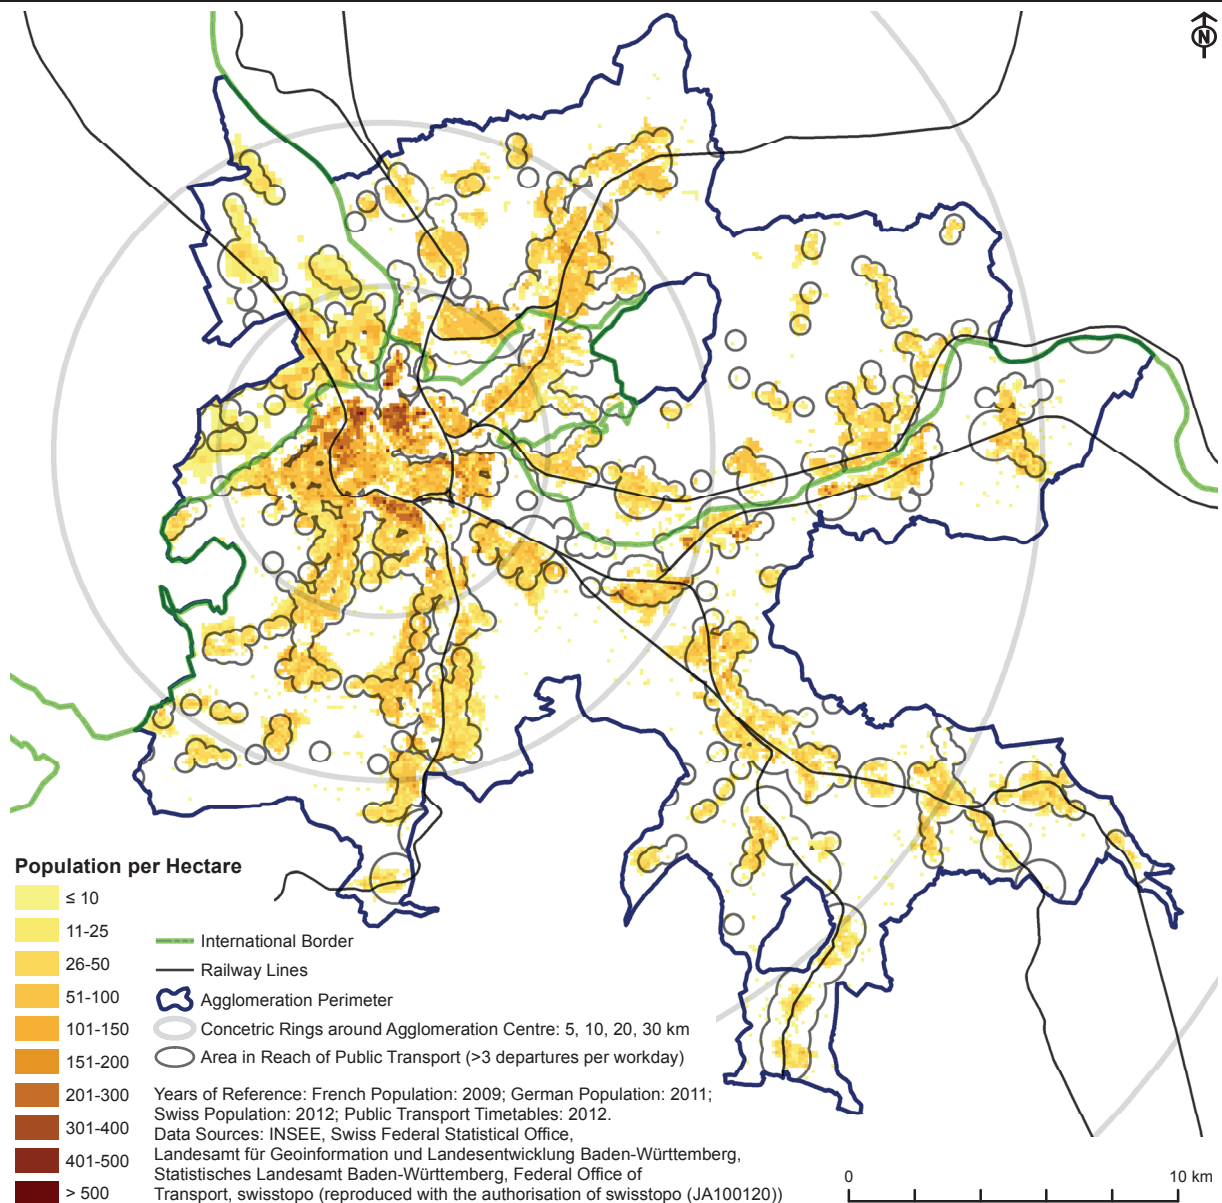 N
Population per Hectare
≤ 10
11-25
26-50
51-100
101-150
151-200
201-300
301-400
401-500
> 500
International Border
Railway Lines
Agglomeration Perimeter
Concetric Rings around Agglomeration Centre: 5, 10, 20, 30 km
Area in Reach of Public Transport (>3 departures per workday)
Years of Reference: French Population: 2009; German Population: 2011;
Swiss Population: 2012; Public Transport Timetables: 2012.
Data Sources: INSEE, Swiss Federal Statistical Office,
Landesamt für Geoinformation und Landesentwicklung Baden-Württemberg,
Statistisches Landesamt Baden-Württemberg, Federal Office of
Transport, swisstopo (reproduced with the authorisation of swisstopo (JA100120))
0 10 km